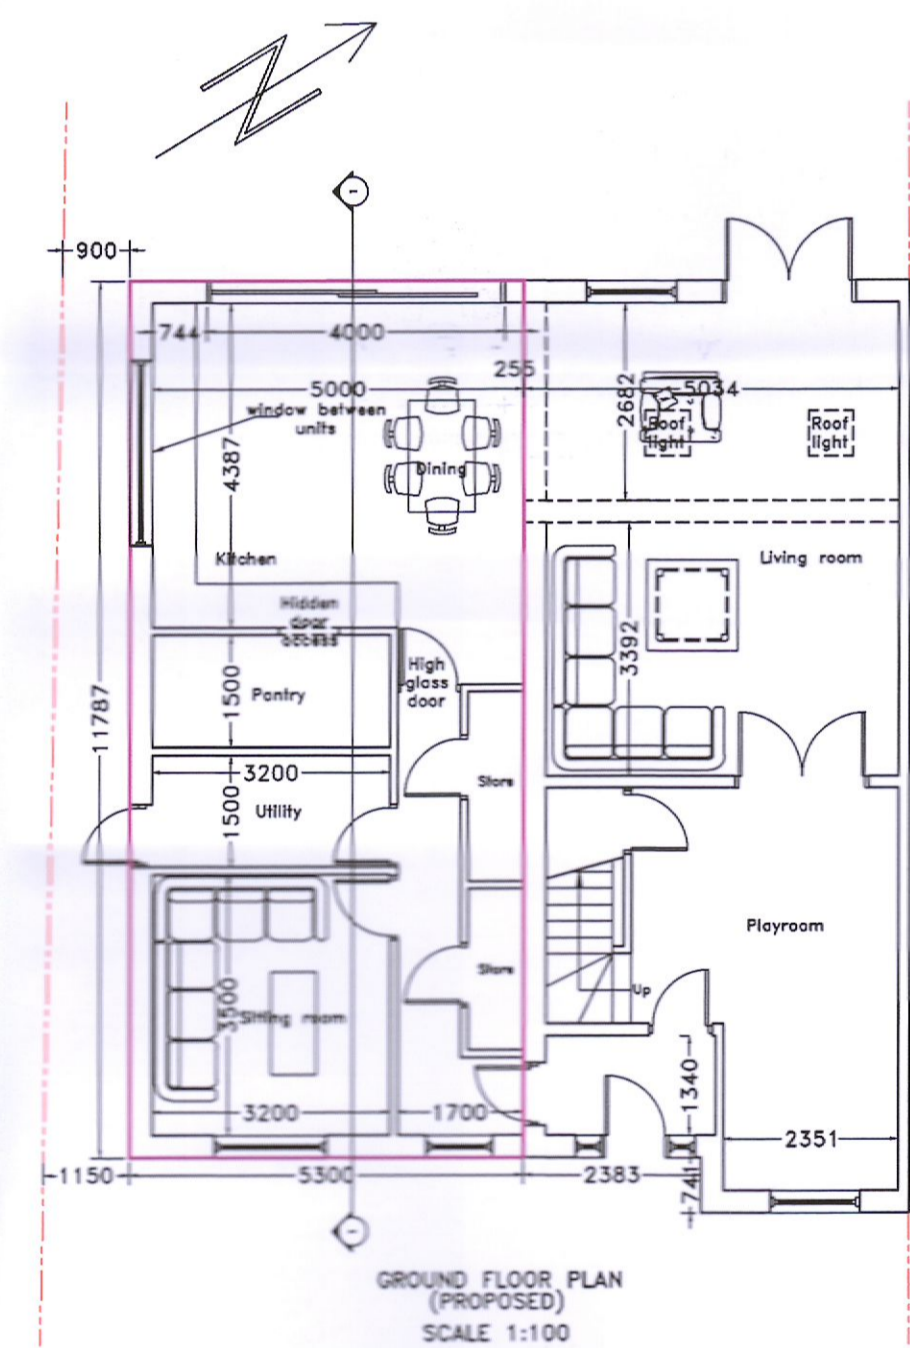 N
1
900
744
4000
255
5000
window between
units
4387
2682
5034
Roof
light
Roof
light
Dining
Kitchen
Living room
Hidden
door
access
High
glass
door
3392
11787
1500
Pantry
3200
Store
1500
Utility
Playroom
Store
3500
Sitting room
Up
1340
3200
1700
2351
1150
5300
2383
741
1
GROUND FLOOR PLAN
(PROPOSED)
SCALE 1:100